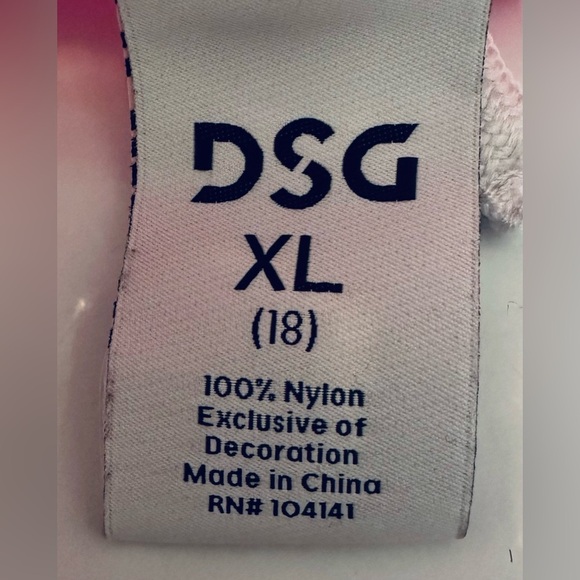 DSG
XL
(18)
100% Nylon
Exclusive of
Decoration
Made in China
RN# 104141